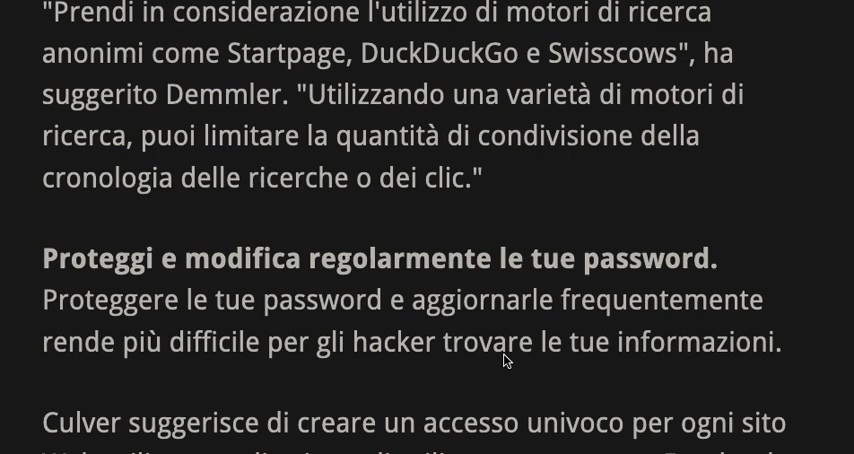 "Prendi in considerazione l'utilizzo di motori di ricerca
anonimi come Startpage, DuckDuckGo e Swisscows", ha
suggerito Demmler. "Utilizzando una varietà di motori di
ricerca, puoi limitare la quantità di condivisione della
cronologia delle ricerche o dei clic."
Proteggi e modifica regolarmente le tue password.
Proteggere le tue password e aggiornarle frequentemente
rende più difficile per gli hacker trovare le tue informazioni.
Culver suggerisce di creare un accesso univoco per ogni sito